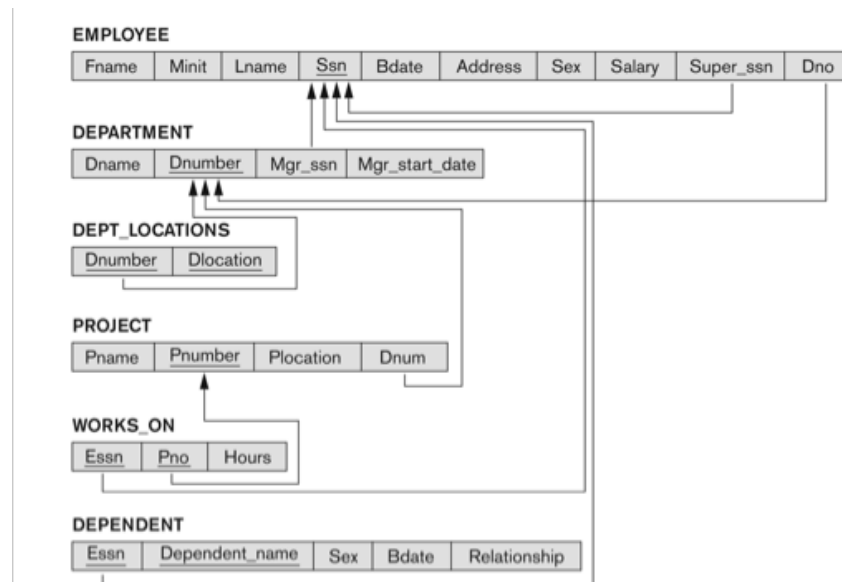 EMPLOYEE
Fname Minit Lname Ssn Bdate Address Sex Salary Super_ssn Dno
DEPARTMENT
Dname Dnumber Mgr_ssn Mgr_start_date
DEPT_LOCATIONS
Dnumber Dlocation
PROJECT
Pname Pnumber Plocation Dnum
WORKS_ON
Essn Pno Hours
DEPENDENT
Essn Dependent_name Sex Bdate Relationship